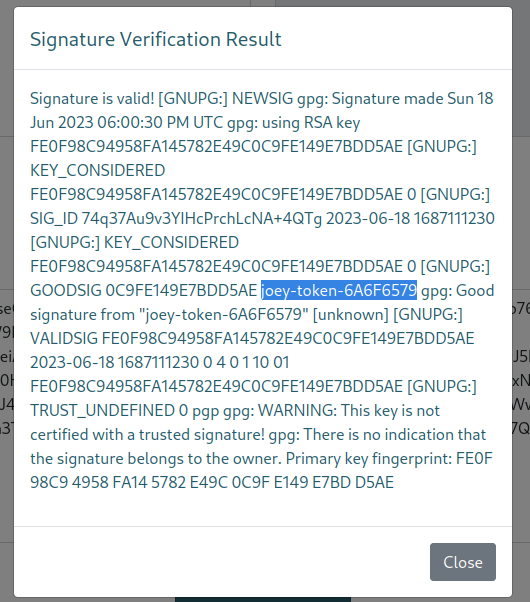 Signature Verification Result
Signature is valid! [GNUPG:] NEWSIG gpg: Signature made Sun 18
Jun 2023 06:00:30 PM UTC gpg: using RSA key
FE0F98C94958FA145782E49C0C9FE149E7BDD5AE [GNUPG:]
KEY_CONSIDERED
FE0F98C94958FA145782E49C0C9FE149E7BDD5AE 0 [GNUPG:]
SIG_ID 74q37Au9v3YIHcPrchLcNA+4QTg 2023-06-18 1687111230
[GNUPG:] KEY_CONSIDERED
FE0F98C94958FA145782E49C0C9FE149E7BDD5AE 0 [GNUPG:]
GOODSIG 0C9FE149E7BDD5AE joey-token-6A6F6579 gpg: Good
signature from "joey-token-6A6F6579" [unknown] [GNUPG:]
VALIDSIG FE0F98C94958FA145782E49C0C9FE149E7BDD5AE
2023-06-18 1687111230 0 4 0 1 10 01
FE0F98C94958FA145782E49C0C9FE149E7BDD5AE [GNUPG:]
TRUST_UNDEFINED 0 pgp gpg: WARNING: This key is not
certified with a trusted signature! gpg: There is no indication that
the signature belongs to the owner. Primary key fingerprint: FE0F
98C9 4958 FA14 5782 E49C 0C9F E149 E7BD D5AE
Close